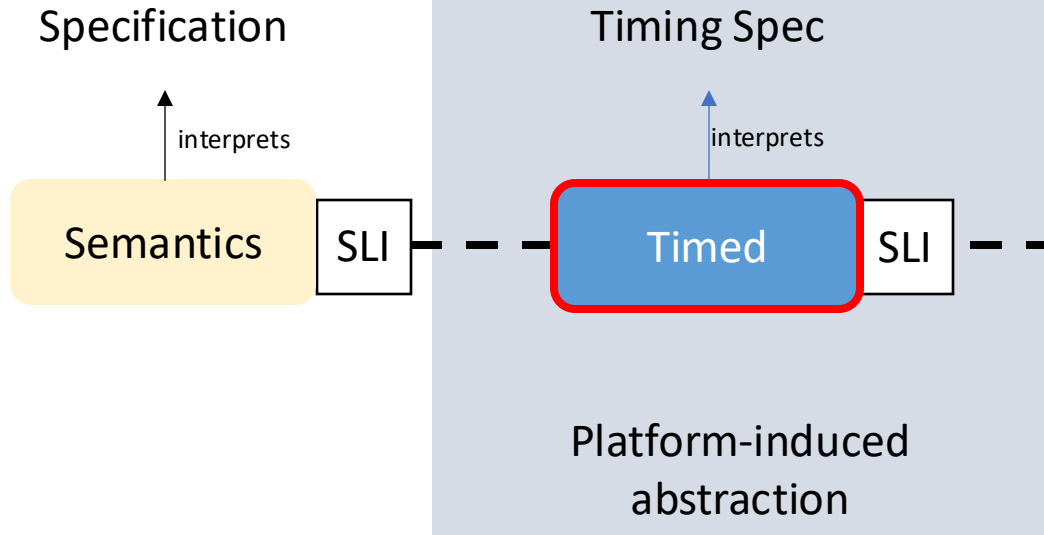 Specification
Timing Spec
interprets
interprets
Semantics
SLI
Timed
SLI
Platform-induced
abstraction